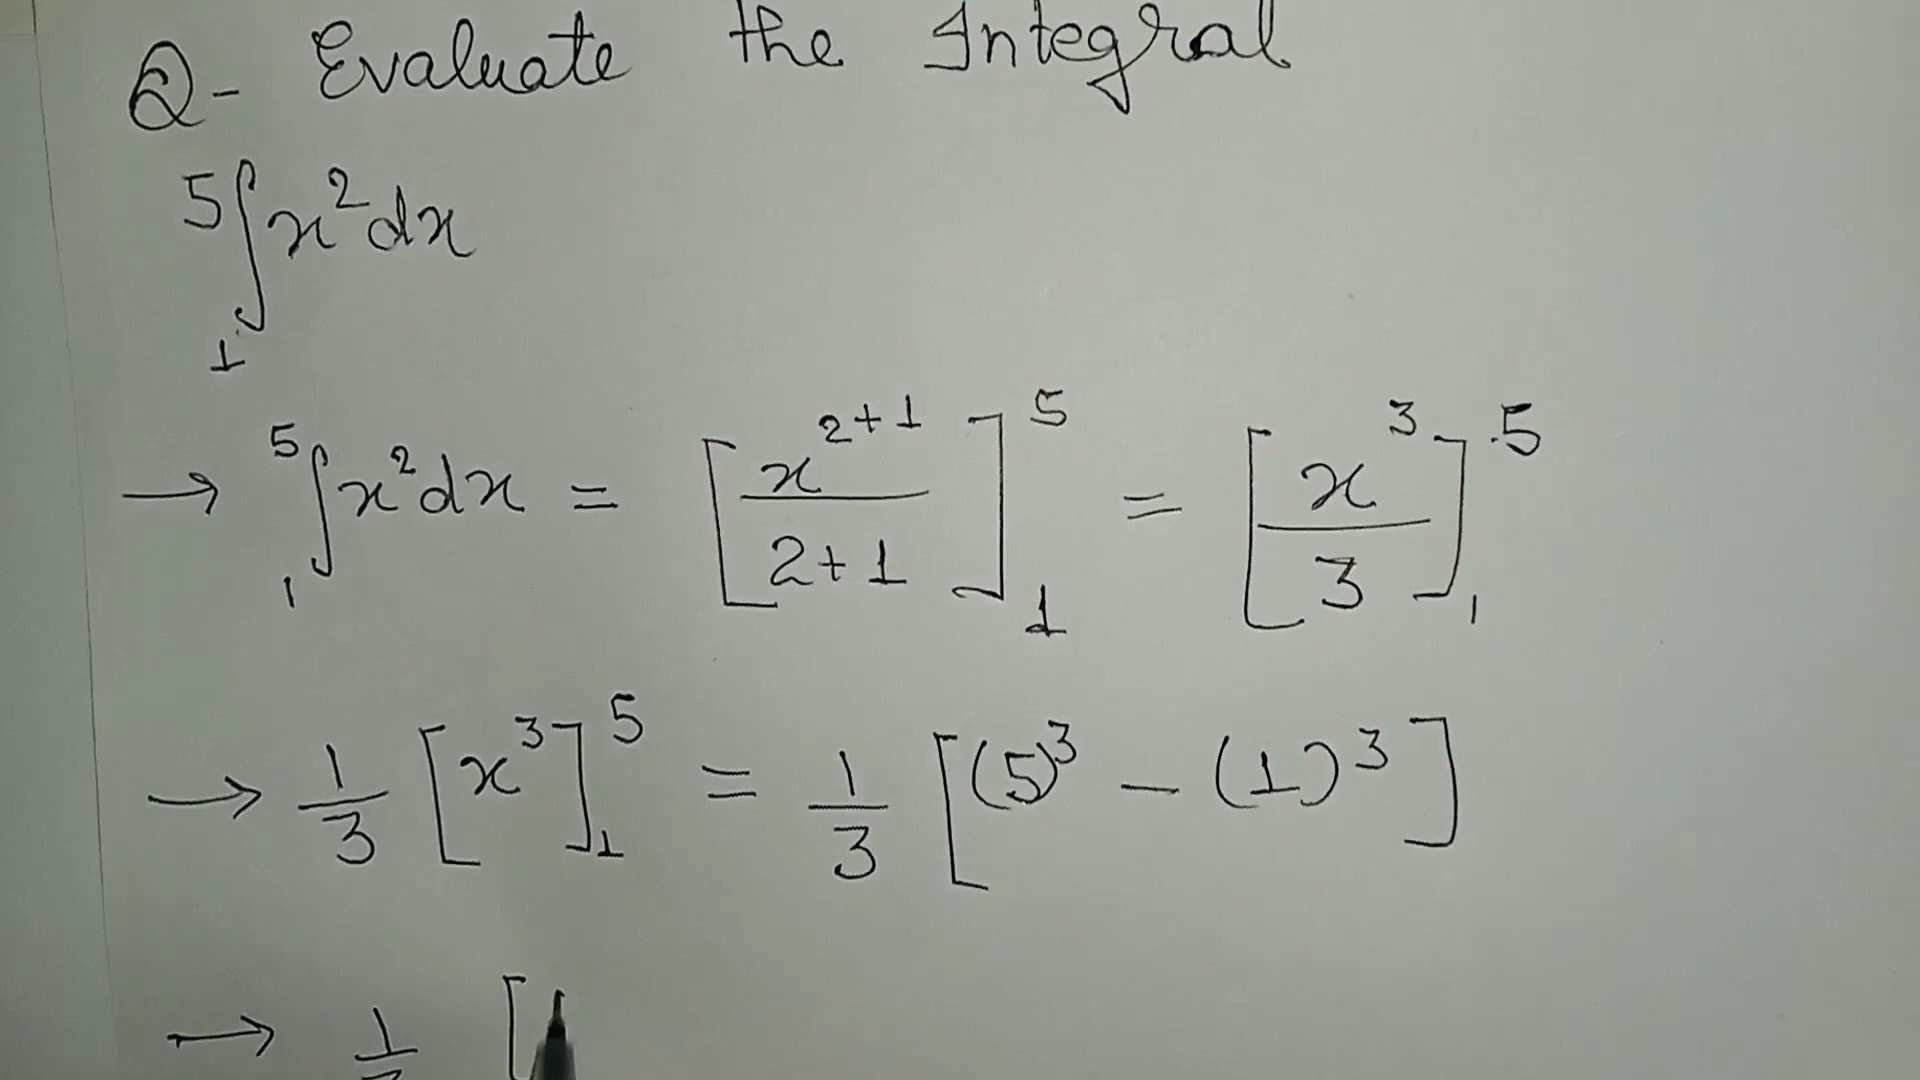 Q- Evaluate the Integral
5∫1 x² dx
→ 5∫1 x² dx = [x^(2+1)/(2+1)]₁⁵ = [x³/3]₁⁵
→ 1/3 [x³]₁⁵ = 1/3 [(5)³ - (1)³]
→ 1/3 [1